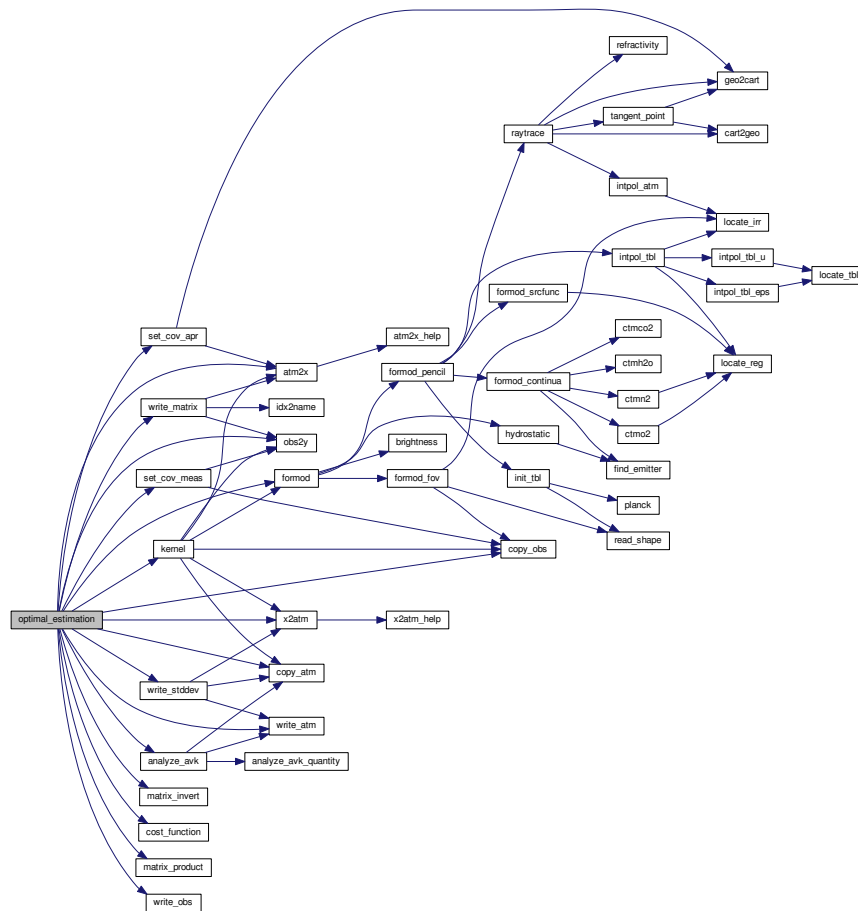 refractivity
geo2cart
tangent_point
raytrace
cart2geo
intpol_atm
locate_irr
intpol_tbl
intpol_tbl_u
locate_tbl
formod_srcfunc
intpol_tbl_eps
ctmco2
set_cov_apr
atm2x_help
ctmh2o
locate_reg
atm2x
formod_pencil
formod_continua
ctmn2
write_matrix
idx2name
ctmo2
hydrostatic
obs2y
brightness
find_emitter
set_cov_meas
formod
formod_fov
init_tbl
planck
read_shape
kernel
copy_obs
optimal_estimation
x2atm
x2atm_help
copy_atm
write_stddev
write_atm
analyze_avk
analyze_avk_quantity
matrix_invert
cost_function
matrix_product
write_obs